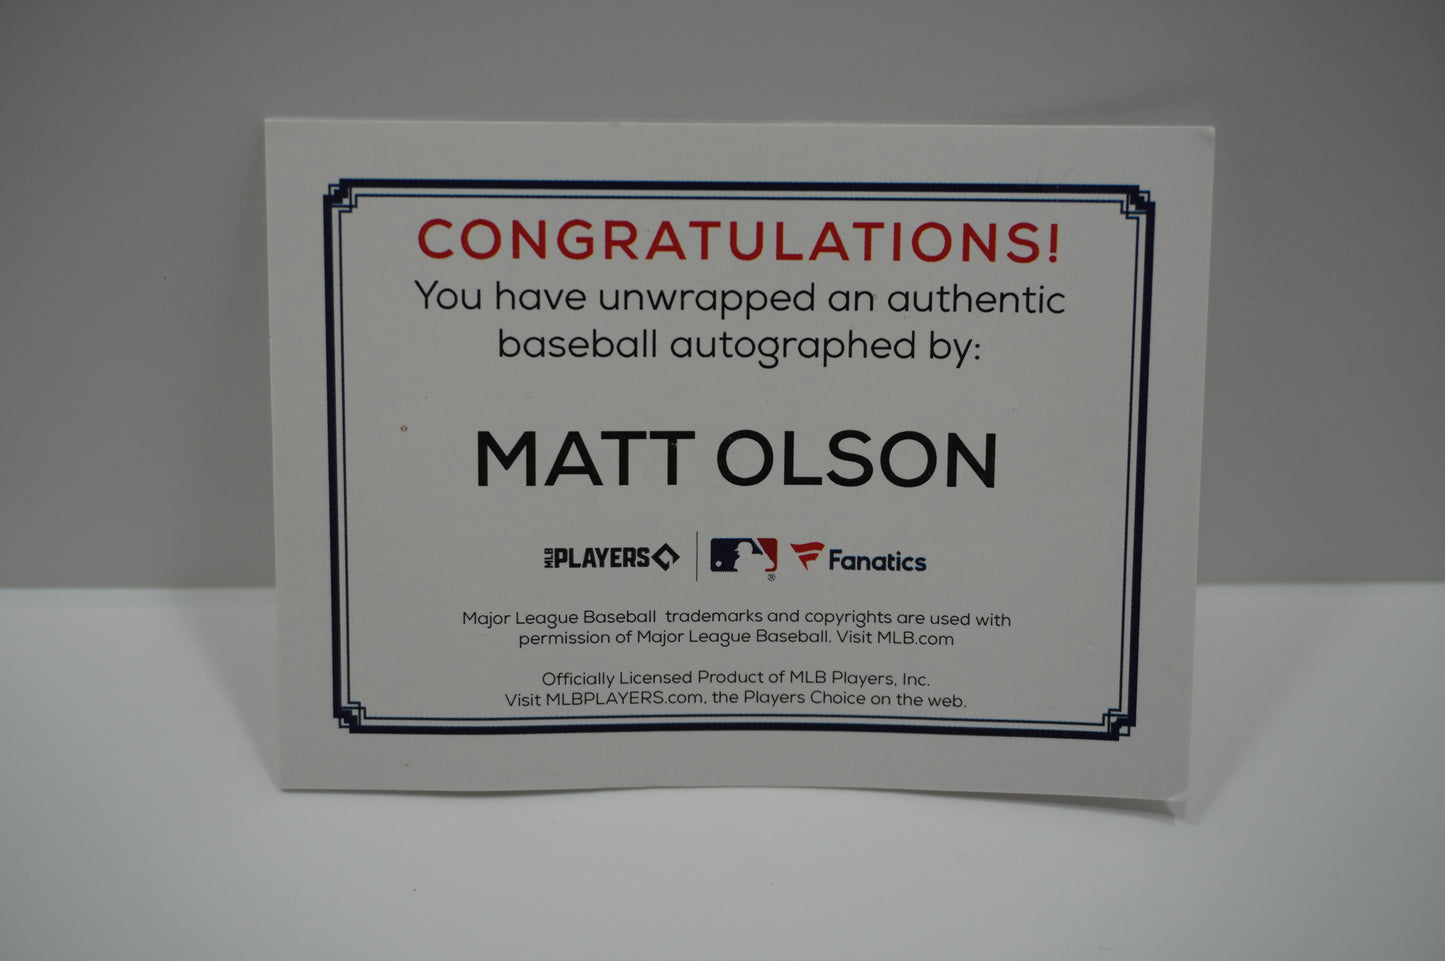 CONGRATULATIONS!
You have unwrapped an authentic
baseball autographed by:
MATT OLSON
MLB PLAYERS Fanatics
Major League Baseball trademarks and copyrights are used with
permission of Major League Baseball. Visit MLB.com
Officially Licensed Product of MLB Players, Inc.
Visit MLBPLAYERS.com, the Players Choice on the web.